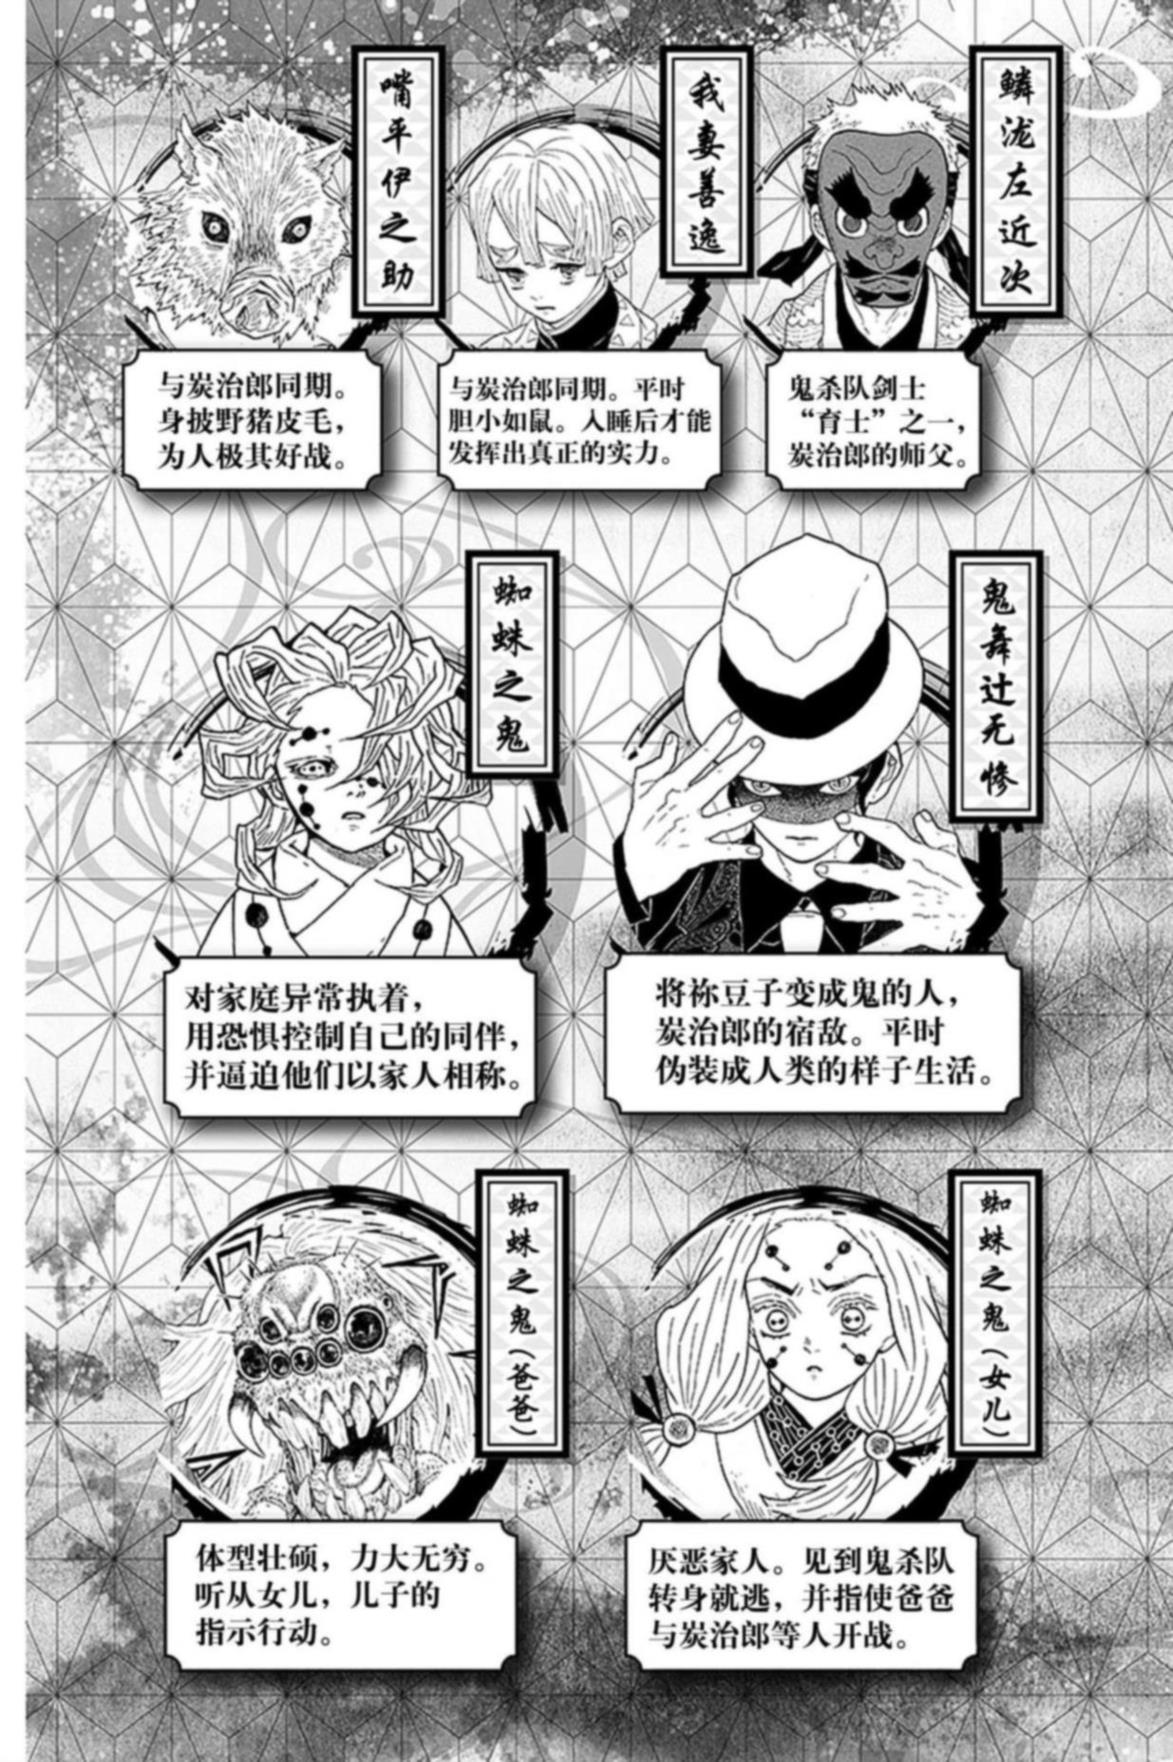 鳞泷左近次
鬼杀队剑士
“育士”之一，
炭治郎的师父。
我妻善逸
与炭治郎同期。平时
胆小如鼠。入睡后才能
发挥出真正的实力。
嘴平伊之助
与炭治郎同期。
身披野猪皮毛，
为人极其好战。
鬼舞辻无惨
将祢豆子变成鬼的人，
炭治郎的宿敌。平时
伪装成人类的样子生活。
蜘蛛之鬼
对家庭异常执着，
用恐惧控制自己的同伴，
并逼迫他们以家人相称。
蜘蛛之鬼（女儿）
厌恶家人。见到鬼杀队
转身就逃，并指使爸爸
与炭治郎等人开战。
蜘蛛之鬼（爸爸）
体型壮硕，力大无穷。
听从女儿，儿子的
指示行动。